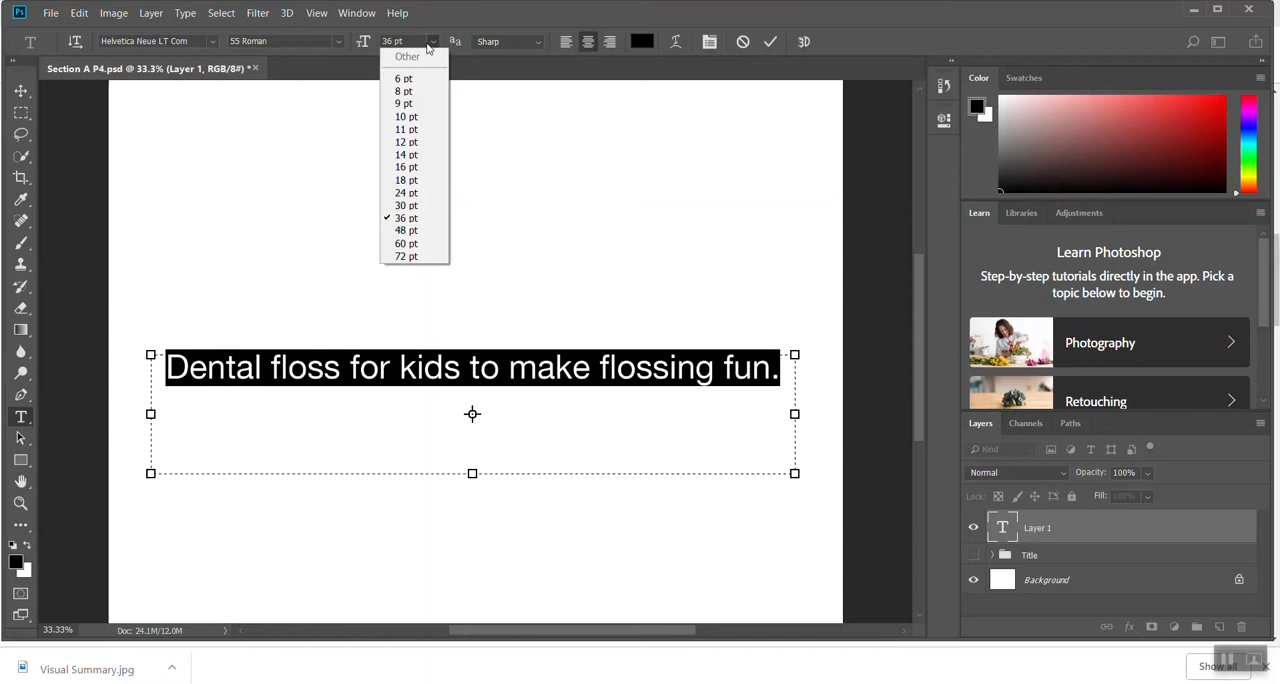 Ps File Edit Image Layer Type Select Filter 3D View Window Help
T Helvetica Neue LT Com 55 Roman 36 pt aa Sharp 3D
Section A P4.psd @ 33.3% (Layer 1, RGB/8#) *
Other
6 pt
8 pt
9 pt
10 pt
11 pt
12 pt
14 pt
16 pt
18 pt
24 pt
30 pt
36 pt
48 pt
60 pt
72 pt
Dental floss for kids to make flossing fun.
Color Swatches
Learn Libraries Adjustments
Learn Photoshop
Step-by-step tutorials directly in the app. Pick a
topic below to begin.
Photography
Retouching
Layers Channels Paths
Kind
Normal Opacity: 100%
Lock: Fill: 100%
T Layer 1
Title
Background
33.33% Doc: 24.1M/12.0M
Visual Summary.jpg
Show all